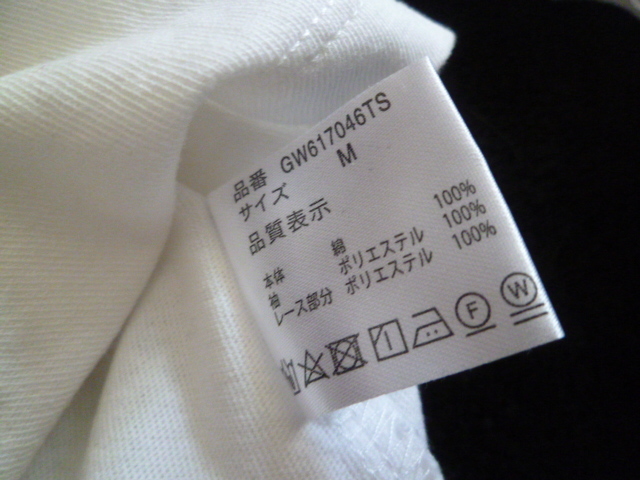 品番 GW617046TS
サイズ M
品質表示
本体 綿 100%
袖 ポリエステル 100%
レース部分 ポリエステル 100%
F W